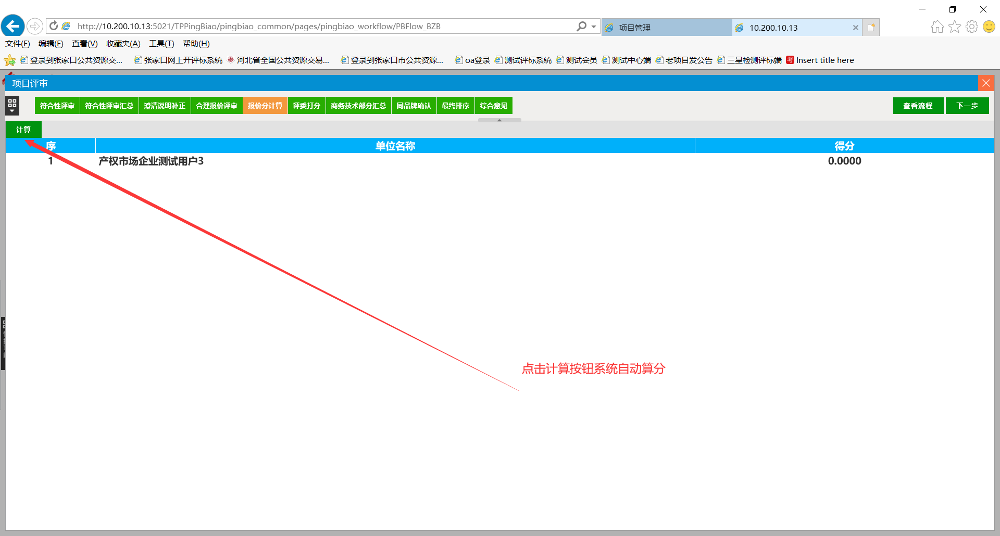 http://10.200.10.13:5021/TPPingBiao/pingbiao_common/pages/pingbiao_workflow/PBFlow_BZB
项目管理
10.200.10.13
文件(F) 编辑(E) 查看(V) 收藏夹(A) 工具(T) 帮助(H)
登录到张家口公共资源交... 张家口网上开评标系统 河北省全国公共资源交易... 登录到张家口市公共资源... oa登录 测试评标系统 测试会员 测试中心端 老项目发公告 三星检测评标端 考 Insert title here
项目评审
符合性评审 符合性评审汇总 澄清说明补正 合理报价评审 报价分计算 评委打分 商务技术部分汇总 同品牌确认 最终排序 综合意见 查看流程 下一步
计算
序 单位名称 得分
1 产权市场企业测试用户3 0.0000
点击计算按钮系统自动算分